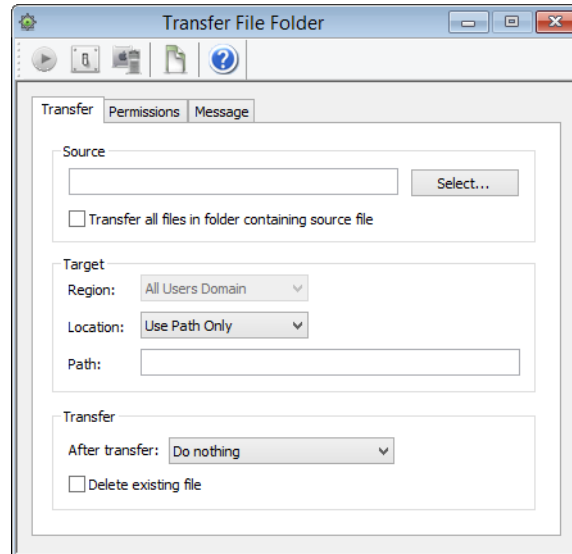 Transfer File Folder
Transfer Permissions Message
Source
Select...
Transfer all files in folder containing source file
Target
Region: All Users Domain
Location: Use Path Only
Path:
Transfer
After transfer: Do nothing
Delete existing file